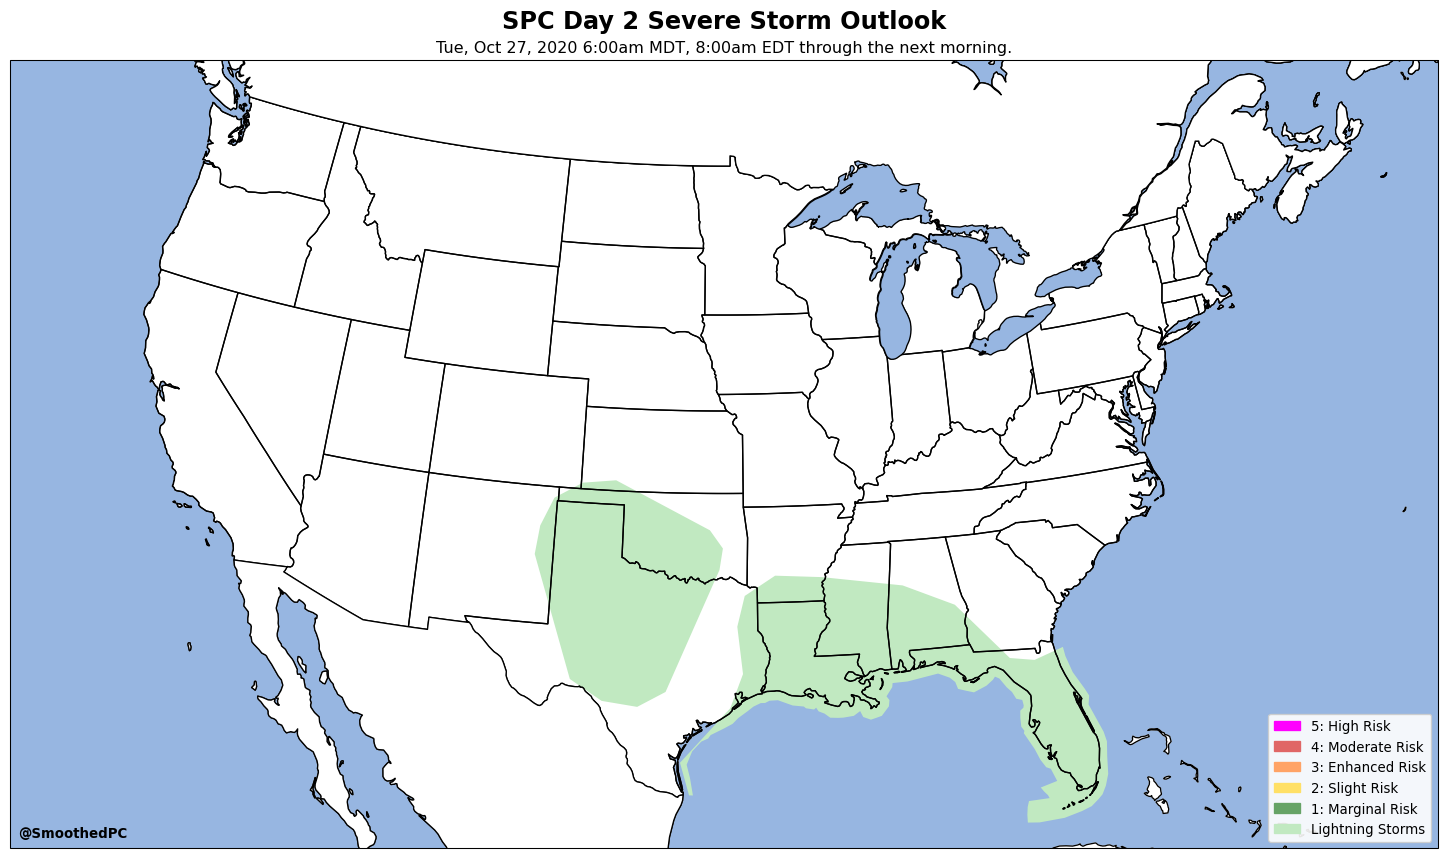 SPC Day 2 Severe Storm Outlook
Tue, Oct 27, 2020 6:00am MDT, 8:00am EDT through the next morning.
5: High Risk
4: Moderate Risk
3: Enhanced Risk
2: Slight Risk
1: Marginal Risk
Lightning Storms
@SmoothedPC